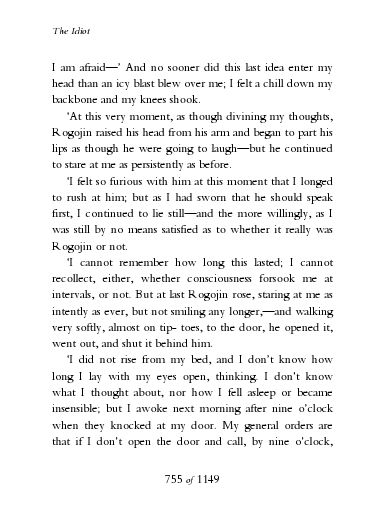 The Idiot
I am afraid—’ And no sooner did this last idea enter my
head than an icy blast blew over me; I felt a chill down my
backbone and my knees shook.
‘At this very moment, as though divining my thoughts,
Rogojin raised his head from his arm and began to part his
lips as though he were going to laugh—but he continued
to stare at me as persistently as before.
‘I felt so furious with him at this moment that I longed
to rush at him; but as I had sworn that he should speak
first, I continued to lie still—and the more willingly, as I
was still by no means satisfied as to whether it really was
Rogojin or not.
‘I cannot remember how long this lasted; I cannot
recollect, either, whether consciousness forsook me at
intervals, or not. But at last Rogojin rose, staring at me as
intently as ever, but not smiling any longer,—and walking
very softly, almost on tip- toes, to the door, he opened it,
went out, and shut it behind him.
‘I did not rise from my bed, and I don’t know how
long I lay with my eyes open, thinking. I don’t know
what I thought about, nor how I fell asleep or became
insensible; but I awoke next morning after nine o’clock
when they knocked at my door. My general orders are
that if I don’t open the door and call, by nine o’clock,
755 of 1149